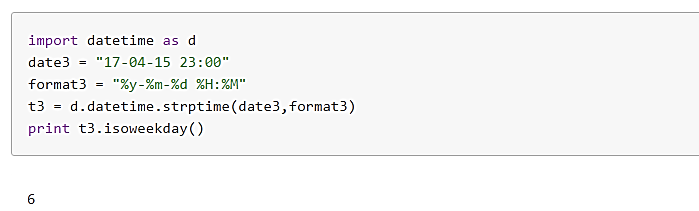 import datetime as d
date3 = "17-04-15 23:00"
format3 = "%y-%m-%d %H:%M"
t3 = d.datetime.strptime(date3,format3)
print t3.isoweekday()
6